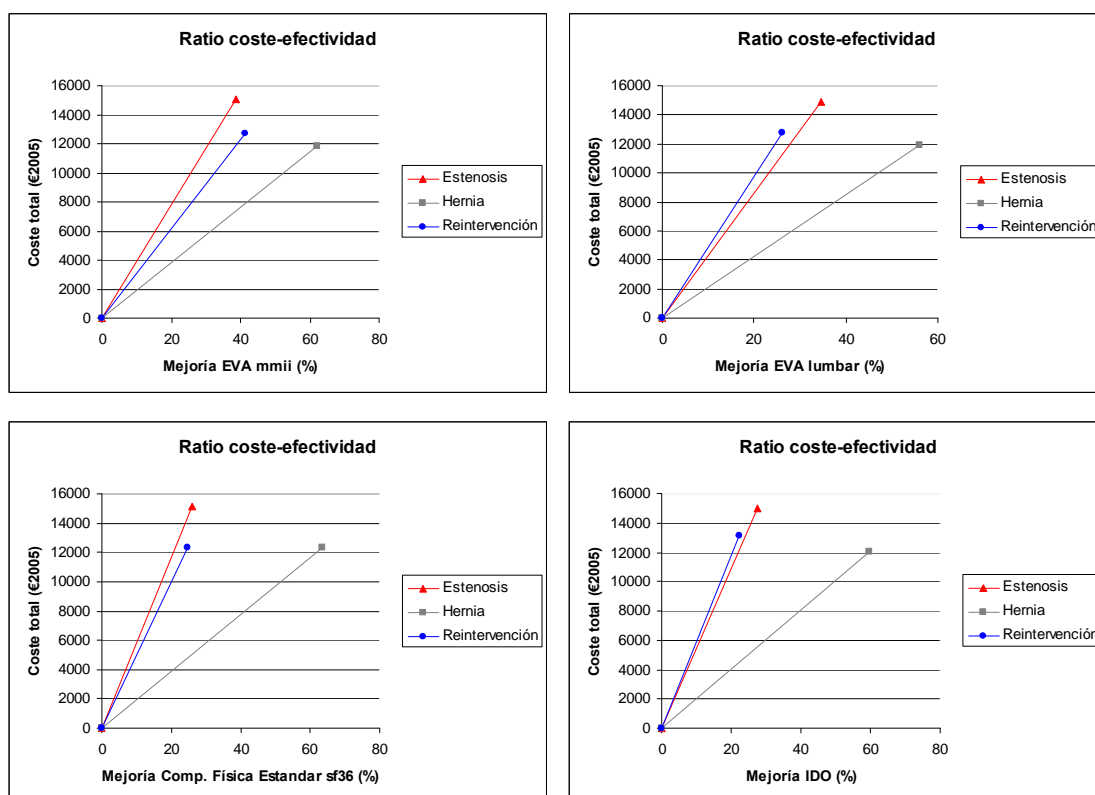 Ratio coste-efectividad
Coste total (€2005)
16000
14000
12000
10000
8000
6000
4000
2000
0
0 20 40 60 80
Mejoría EVA mmii (%)
Estenosis
Hernia
Reintervención
Ratio coste-efectividad
Coste total (€2005)
16000
14000
12000
10000
8000
6000
4000
2000
0
0 20 40 60
Mejoría EVA lumbar (%)
Estenosis
Hernia
Reintervención
Ratio coste-efectividad
Coste total (€2005)
16000
14000
12000
10000
8000
6000
4000
2000
0
0 20 40 60 80
Mejoría Comp. Física Estandar sf36 (%)
Estenosis
Hernia
Reintervención
Ratio coste-efectividad
Coste total (€2005)
16000
14000
12000
10000
8000
6000
4000
2000
0
0 20 40 60 80
Mejoría IDO (%)
Estenosis
Hernia
Reintervención